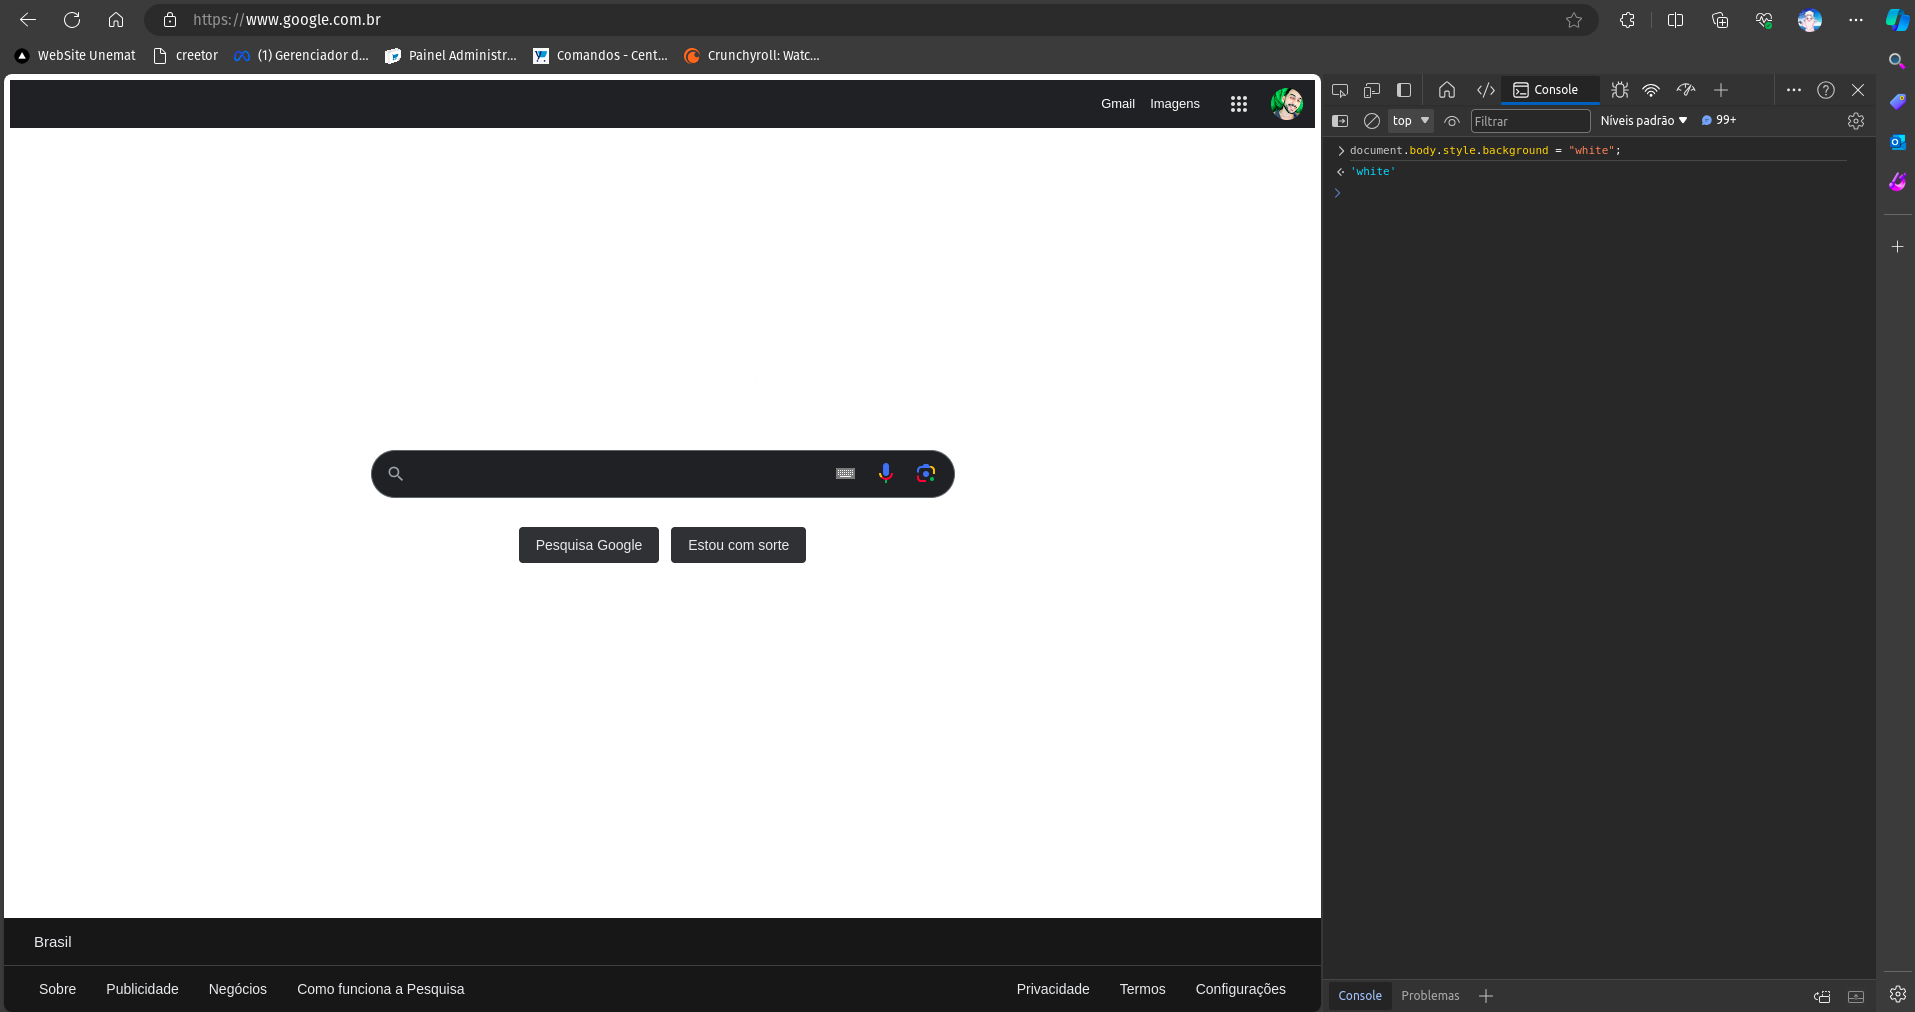 https://www.google.com.br
WebSite Unemat
creetor
(1) Gerenciador d...
Painel Administr...
Comandos - Cent...
Crunchyroll: Watc...
Gmail
Imagens
Pesquisa Google
Estou com sorte
Brasil
Sobre
Publicidade
Negócios
Como funciona a Pesquisa
Privacidade
Termos
Configurações
Console
top
Filtrar
Níveis padrão
99+
document.body.style.background = "white";
'white'
Console
Problemas